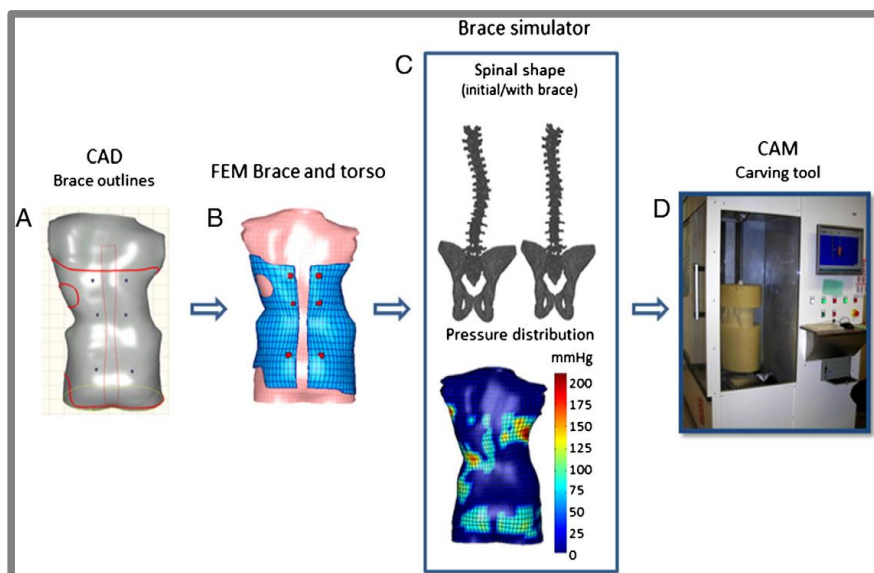 Brace simulator
C
Spinal shape
(initial/with brace)
CAD
Brace outlines
A
FEM Brace and torso
B
CAM
Carving tool
D
Pressure distribution
mmHg
200
175
150
125
100
75
50
25
0